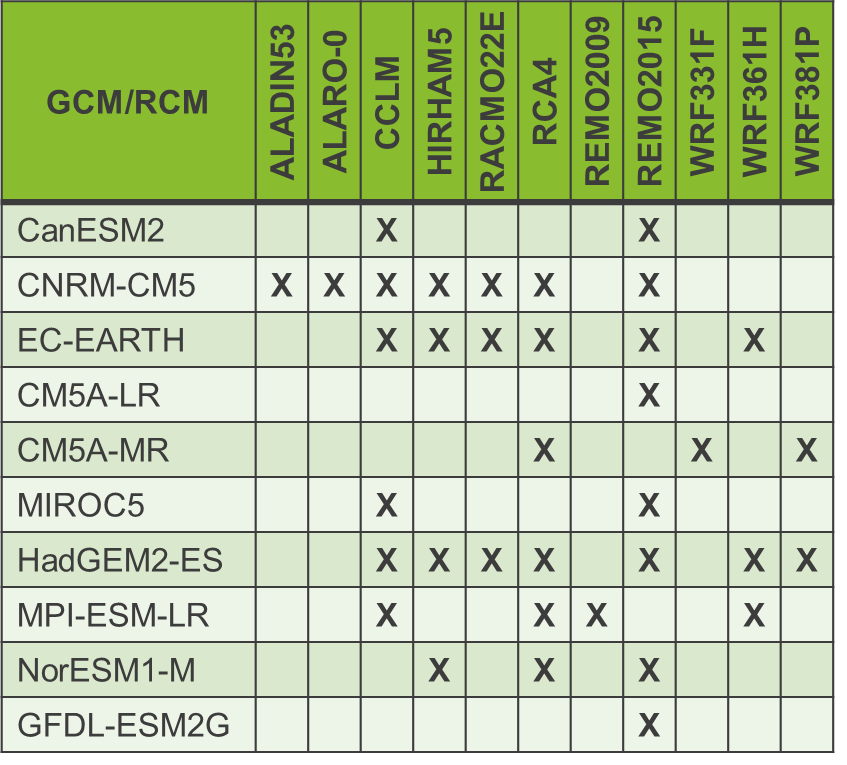 GCM/RCM ALADIN53 ALARO-0 CCLM HIRHAM5 RACMO22E RCA4 REMO2009 REMO2015 WRF331F WRF361H WRF381P
CanESM2 X X
CNRM-CM5 X X X X X X X
EC-EARTH X X X X X X
CM5A-LR X
CM5A-MR X X X
MIROC5 X X
HadGEM2-ES X X X X X X X
MPI-ESM-LR X X X X
NorESM1-M X X X
GFDL-ESM2G X